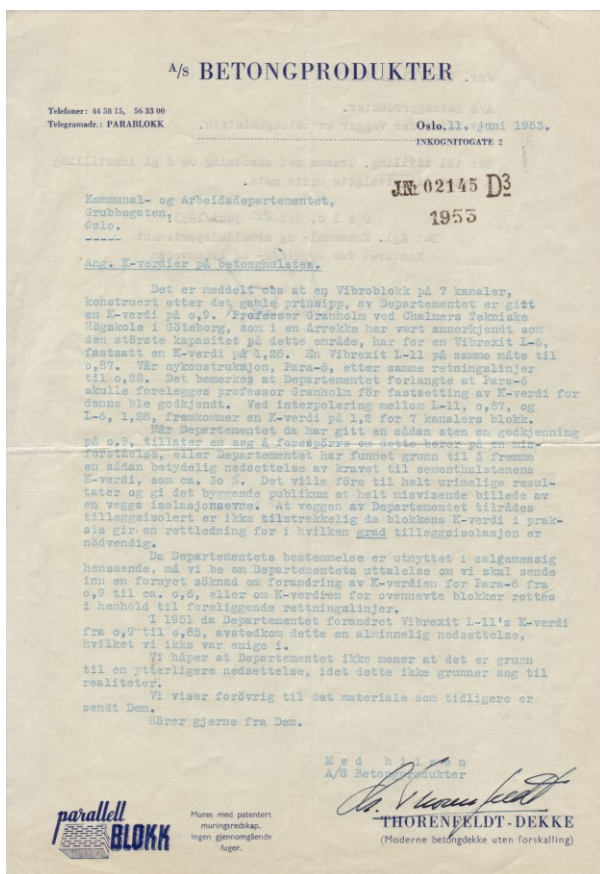 A/s BETONGPRODUKTER
Telefoner: 44 58 15, 56 33 00
Telegramadr.: PARABLOKK
Oslo, 11. juni 1953.
INKOGNITOGATE 2
J.№ 02145 D3
1953
Kommunal- og Arbeidsdepartementet,
Grubbegaten,
Oslo.
-----
Ang. K-verdier på betonghulsten.
Det er meddelt oss at en Vibroblokk på 7 kanaler,
konstruert etter det gamle prinsipp, av Departementet er gitt
en K-verdi på o,9. Professor Granholm ved Chalmers Tekniske
Högskole i Göteborg, som i en årrekke har vært annerkjendt som
den störste kapasitet på dette område, har for en Vibrexit L-6,
fastsatt en K-verdi på 1,28. En Vibrexit L-11 på samme måte til
o,87. Vår nykonstruksjon, Para-6, etter samme retningslinjer
til o,88. Det bemerkes at Departementet forlangte at Para-6
skulle forelegges professor Granholm för fastsetting av K-verdi for
denne ble godkjendt. Ved interpolering mellom L-11, o,87, og
L-6, 1,28, fremkommer en K-verdi på 1,2 for 7 kanalers blokk.
Når Departementet da har gitt en sådan sten en godkjenning
på o,9, tillater en seg å forespörre om dette beror på en mis-
forståelse, eller Departementet har funnet grunn til å fremme
en sådan betydelig nedsettelse av kravet til sementhulstenens
K-verdi, som ca. 3o %. Det ville före til helt urimelige resul-
tater og gi det byggende publikum et helt misvisende billede av
en veggs isolasjonsevne. At veggen av Departementet tilrådes
tilleggsisolert er ikke tilstrekkelig da blokkens K-verdi i prak-
sis gir en rettledning for i hvilken grad tilleggsisolasjon er
nödvendig.
Da Departementets bestemmelse er utnyttet i salgsmessig
henseende, må vi be om Departementets uttalelse om vi skal sende
inn en fornyet söknad om forandring av K-verdien for Para-6 fra
o,9 til ca. o,6, eller om K-verdien for ovennevte blokker rettes
i henhold til foreliggende rettningslinjer.
I 1951 da Departementet forandret Vibrexit L-11's K-verdi
fra o,9 til o,85, avstedkom dette en alminnelig nedsettelse,
hvilket vi ikke var enige i.
Vi håper at Departementet ikke mener at det er grunn
til en ytterligere nedsettelse, idet dette ikke grunner seg til
realiteter.
Vi viser forövrig til det materiale som tidligere er
sendt Dem.
Hörer gjerne fra Dem.
Med hilsen
A/S Betongprodukter
Thorenfeldt
parallell
BLOKK
Mures med patentert
muringsredskap.
Ingen gjennomgående
fuger.
THORENFELDT-DEKKE
(Moderne betongdekke uten forskalling)